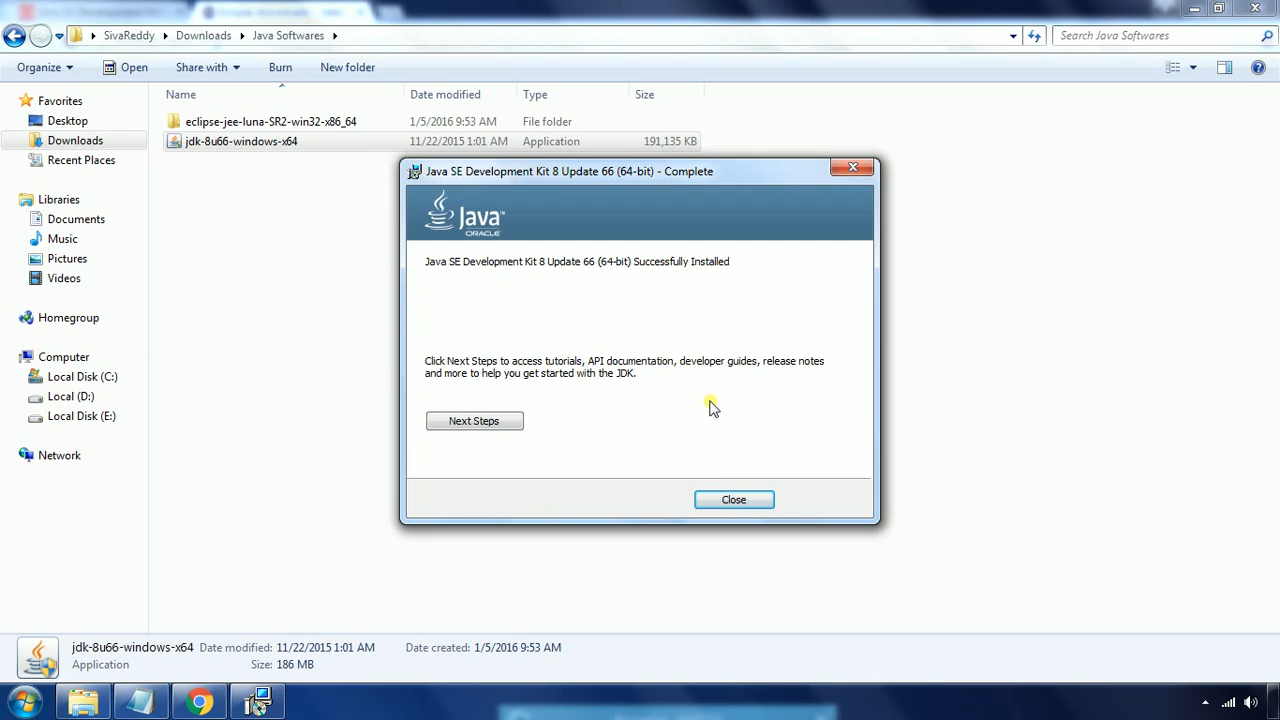 SivaReddy Downloads Java Softwares
Search Java Softwares
Organize Open Share with Burn New folder
Name Date modified Type Size
eclipse-jee-luna-SR2-win32-x86_64 1/5/2016 9:53 AM File folder
jdk-8u66-windows-x64 11/22/2015 1:01 AM Application 191,135 KB
Favorites
Desktop
Downloads
Recent Places
Libraries
Documents
Music
Pictures
Videos
Homegroup
Computer
Local Disk (C:)
Local (D:)
Local Disk (E:)
Network
Java SE Development Kit 8 Update 66 (64-bit) - Complete
Java
ORACLE
Java SE Development Kit 8 Update 66 (64-bit) Successfully Installed
Click Next Steps to access tutorials, API documentation, developer guides, release notes
and more to help you get started with the JDK.
Next Steps
Close
jdk-8u66-windows-x64 Date modified: 11/22/2015 1:01 AM Date created: 1/5/2016 9:53 AM
Application Size: 186 MB